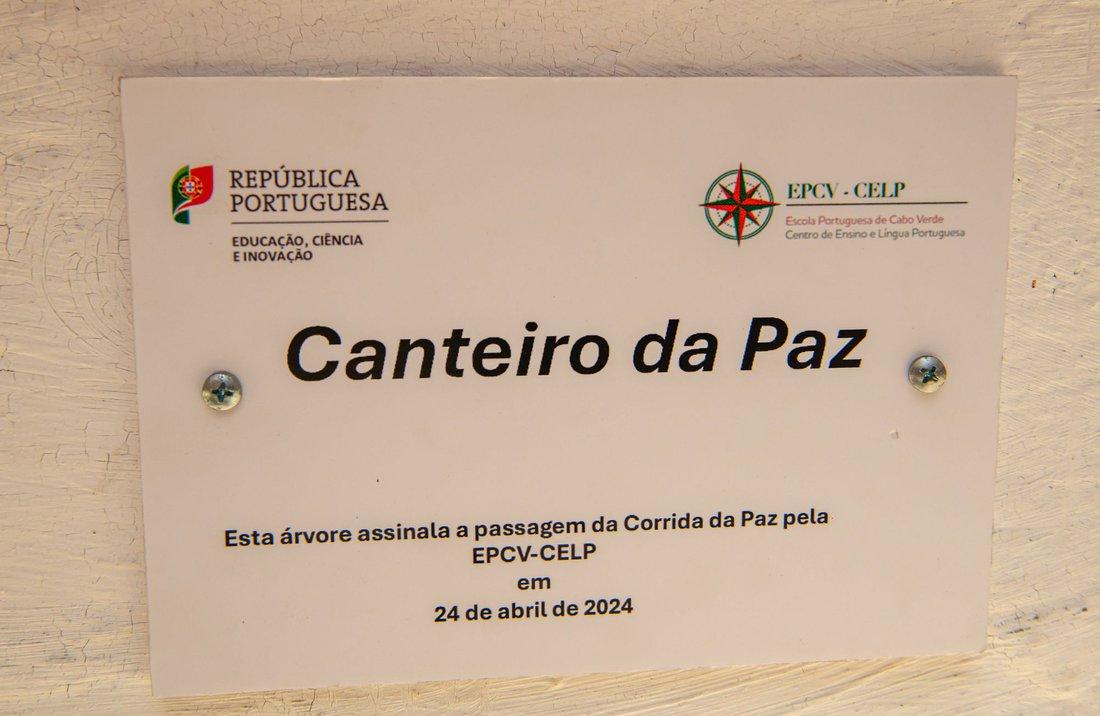 REPÚBLICA
PORTUGUESA
EDUCAÇÃO, CIÊNCIA
E INOVAÇÃO
EPCV - CELP
Escola Portuguesa de Cabo Verde
Centro de Ensino e Língua Portuguesa
Canteiro da Paz
Esta árvore assinala a passagem da Corrida da Paz pela
EPCV-CELP
em
24 de abril de 2024